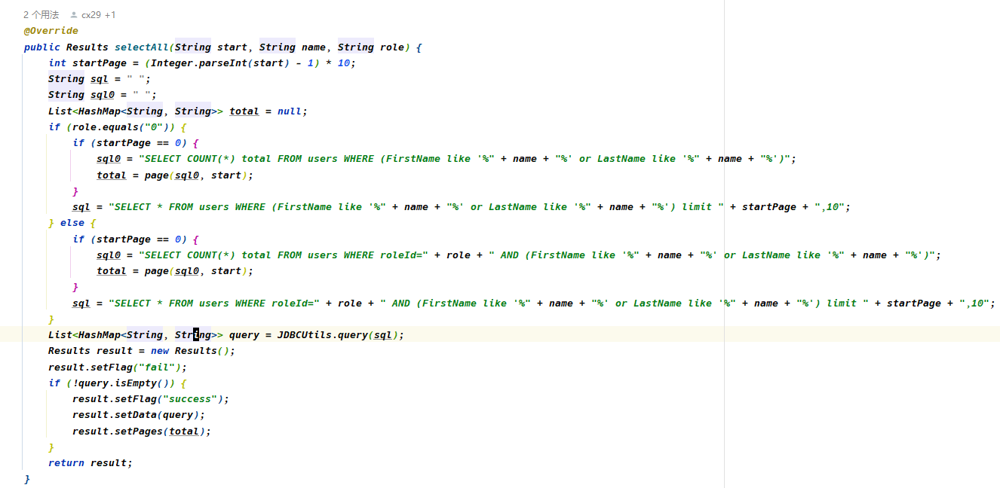 2 个用法 cx29 +1
@Override
public Results selectAll(String start, String name, String role) {
int startPage = (Integer.parseInt(start) - 1) * 10;
String sql = " ";
String sql0 = " ";
List<HashMap<String, String>> total = null;
if (role.equals("0")) {
if (startPage == 0) {
sql0 = "SELECT COUNT(*) total FROM users WHERE (FirstName like '%" + name + "%' or LastName like '%" + name + "%')";
total = page(sql0, start);
}
sql = "SELECT * FROM users WHERE (FirstName like '%" + name + "%' or LastName like '%" + name + "%') limit " + startPage + ",10";
} else {
if (startPage == 0) {
sql0 = "SELECT COUNT(*) total FROM users WHERE roleId=" + role + " AND (FirstName like '%" + name + "%' or LastName like '%" + name + "%')";
total = page(sql0, start);
}
sql = "SELECT * FROM users WHERE roleId=" + role + " AND (FirstName like '%" + name + "%' or LastName like '%" + name + "%') limit " + startPage + ",10";
}
List<HashMap<String, String>> query = JDBCUtils.query(sql);
Results result = new Results();
result.setFlag("fail");
if (!query.isEmpty()) {
result.setFlag("success");
result.setData(query);
result.setPages(total);
}
return result;
}